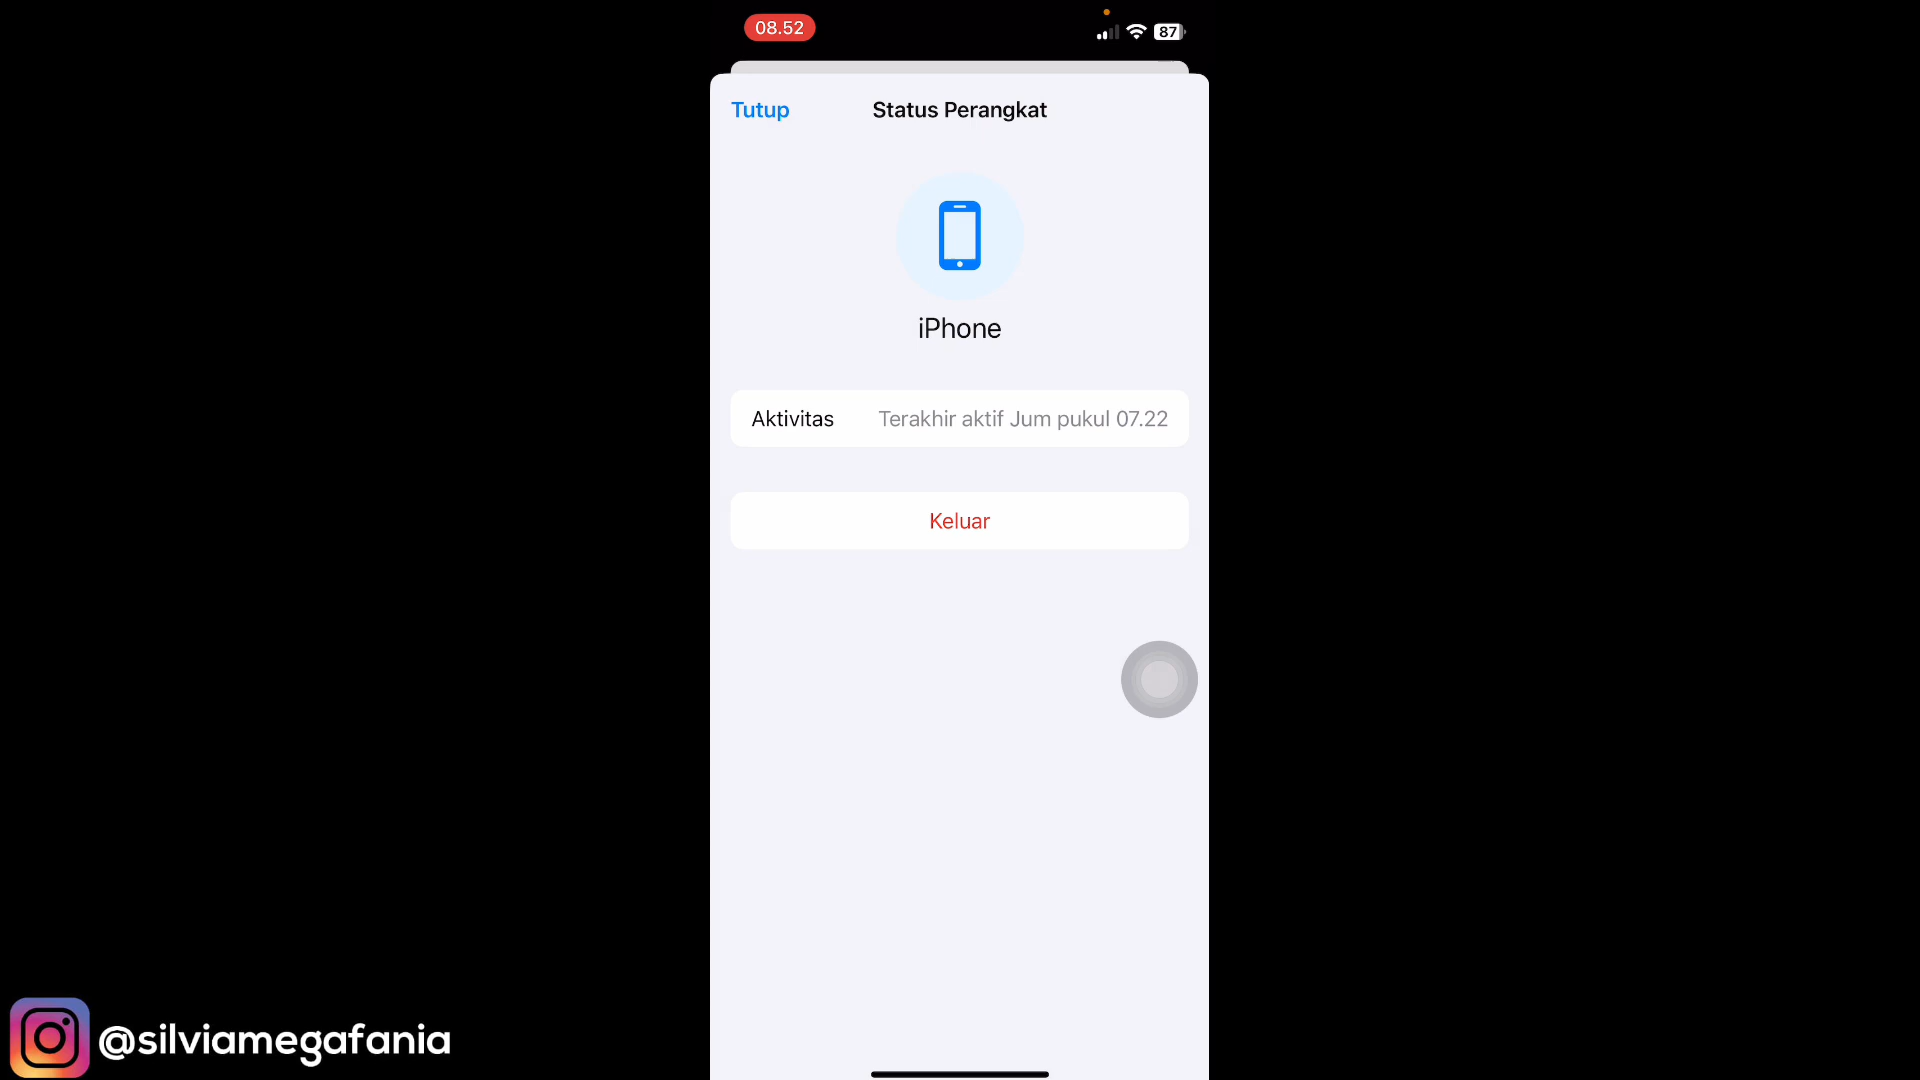 08.52
87
Tutup
Status Perangkat
iPhone
Aktivitas
Terakhir aktif Jum pukul 07.22
Keluar
@silviamegafania